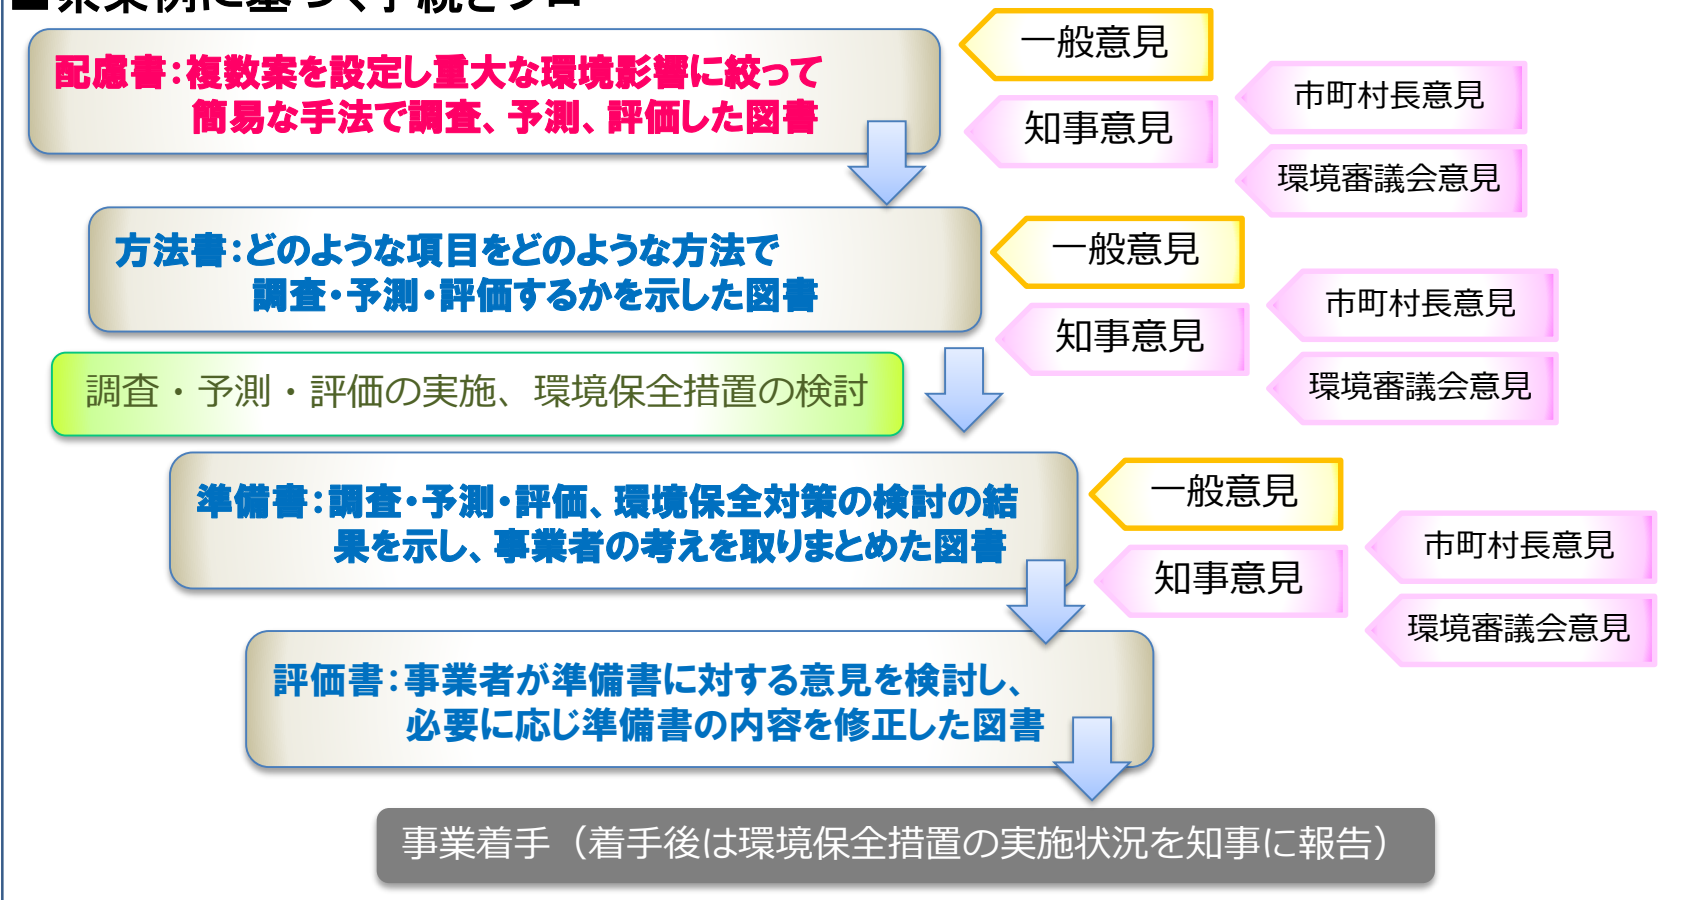 ■条案例に基づく手続きフロー
配慮書：複数案を設定し重大な環境影響に絞って
簡易な手法で調査、予測、評価した図書
一般意見
知事意見
市町村長意見
環境審議会意見
方法書：どのような項目をどのような方法で
調査・予測・評価するかを示した図書
一般意見
知事意見
市町村長意見
環境審議会意見
調査・予測・評価の実施、環境保全措置の検討
準備書：調査・予測・評価、環境保全対策の検討の結
果を示し、事業者の考えを取りまとめた図書
一般意見
知事意見
市町村長意見
環境審議会意見
評価書：事業者が準備書に対する意見を検討し、
必要に応じ準備書の内容を修正した図書
事業着手（着手後は環境保全措置の実施状況を知事に報告）